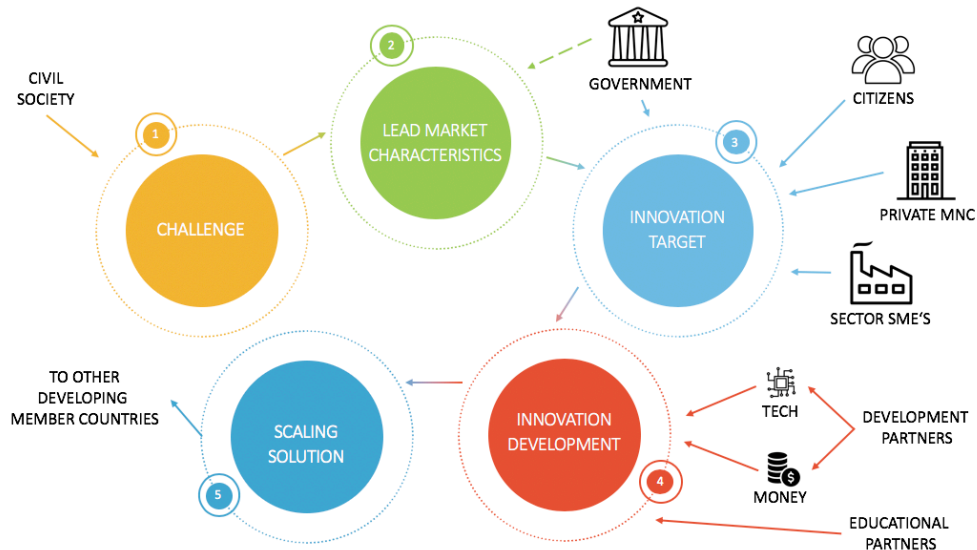 CIVIL
SOCIETY
1
CHALLENGE
2
LEAD MARKET
CHARACTERISTICS
GOVERNMENT
3
INNOVATION
TARGET
CITIZENS
PRIVATE MNC
SECTOR SME'S
4
INNOVATION
DEVELOPMENT
TECH
$
MONEY
DEVELOPMENT
PARTNERS
EDUCATIONAL
PARTNERS
5
SCALING
SOLUTION
TO OTHER
DEVELOPING
MEMBER COUNTRIES